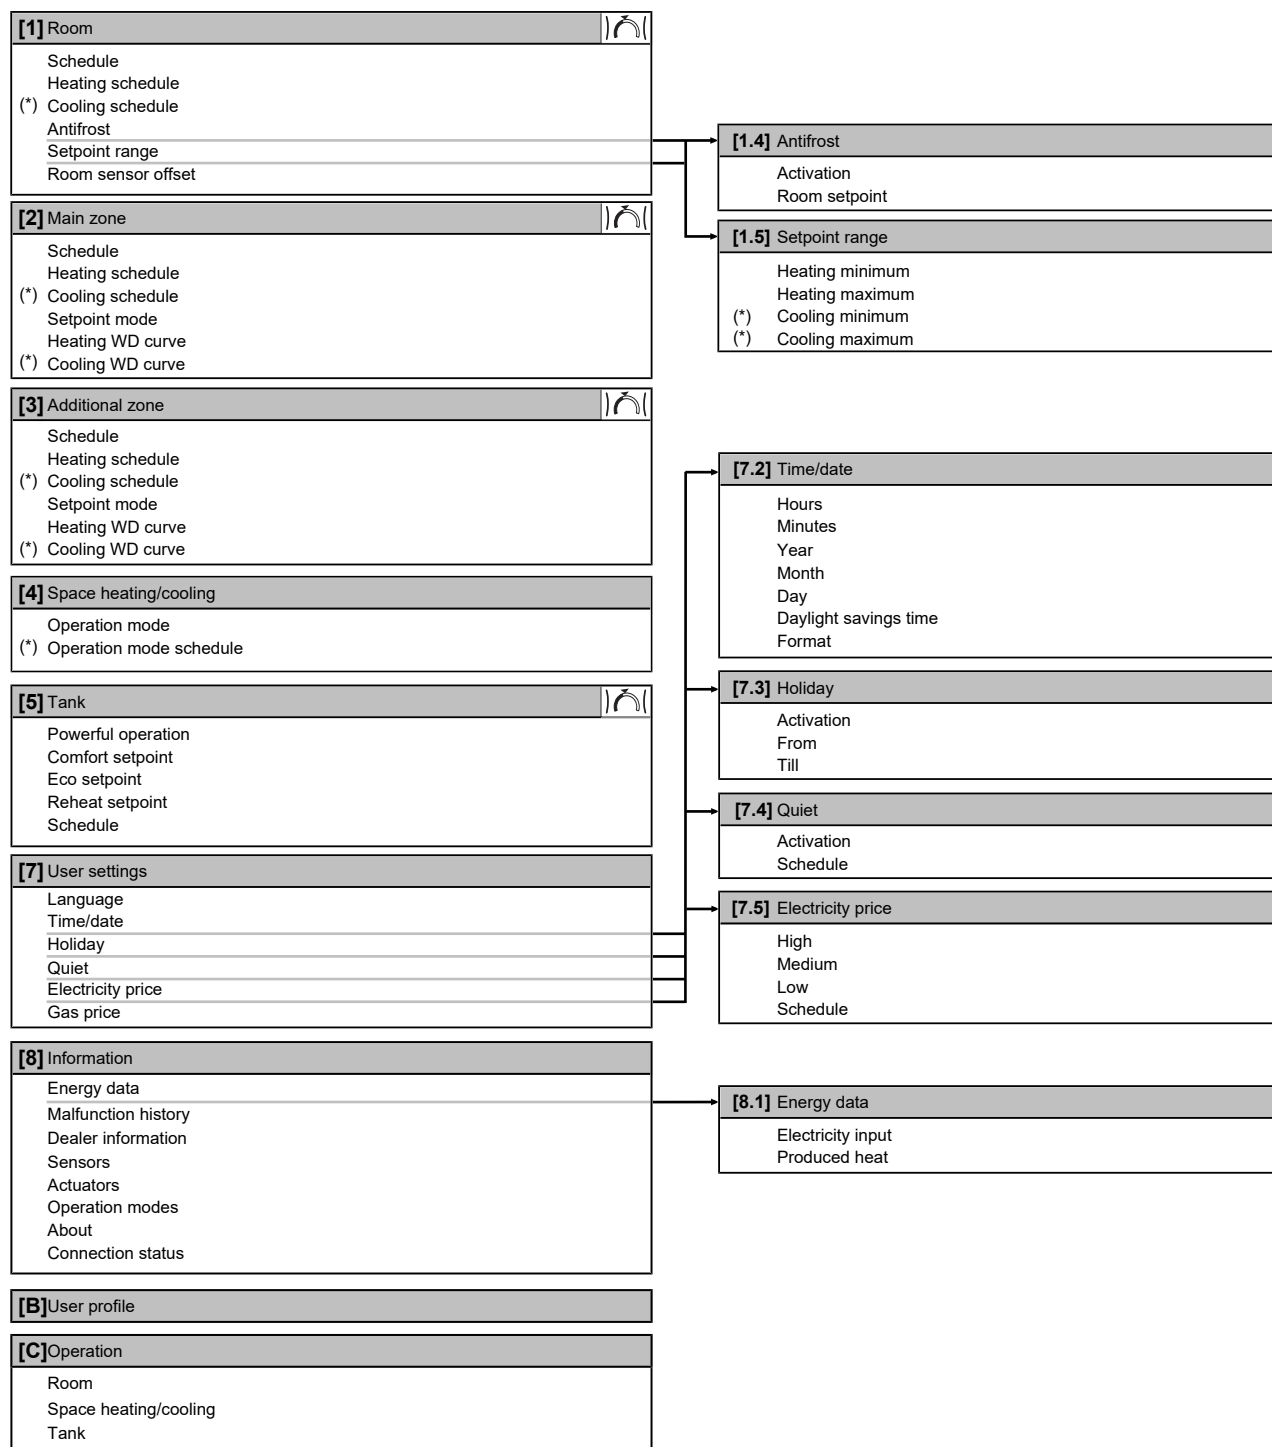 [1] Room
Schedule
Heating schedule
(*) Cooling schedule
Antifrost
Setpoint range
Room sensor offset
[2] Main zone
Schedule
Heating schedule
(*) Cooling schedule
Setpoint mode
Heating WD curve
(*) Cooling WD curve
[3] Additional zone
Schedule
Heating schedule
(*) Cooling schedule
Setpoint mode
Heating WD curve
(*) Cooling WD curve
[4] Space heating/cooling
Operation mode
(*) Operation mode schedule
[5] Tank
Powerful operation
Comfort setpoint
Eco setpoint
Reheat setpoint
Schedule
[7] User settings
Language
Time/date
Holiday
Quiet
Electricity price
Gas price
[8] Information
Energy data
Malfunction history
Dealer information
Sensors
Actuators
Operation modes
About
Connection status
[B] User profile
[C] Operation
Room
Space heating/cooling
Tank
[1.4] Antifrost
Activation
Room setpoint
[1.5] Setpoint range
Heating minimum
Heating maximum
(*) Cooling minimum
(*) Cooling maximum
[7.2] Time/date
Hours
Minutes
Year
Month
Day
Daylight savings time
Format
[7.3] Holiday
Activation
From
Till
[7.4] Quiet
Activation
Schedule
[7.5] Electricity price
High
Medium
Low
Schedule
[8.1] Energy data
Electricity input
Produced heat